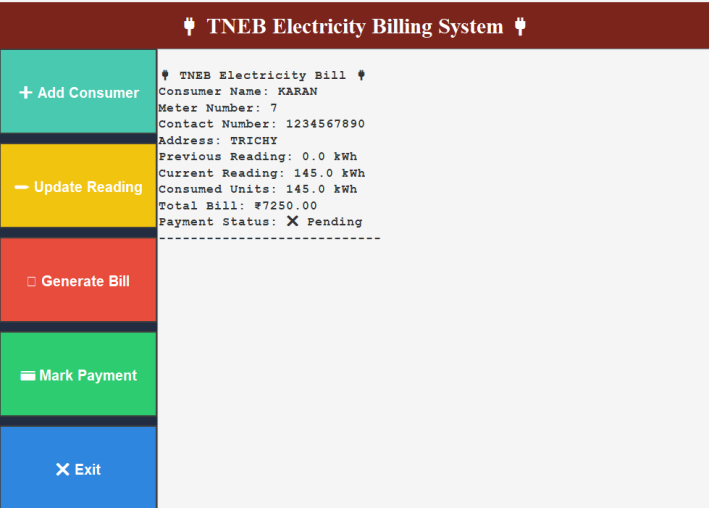 TNEB Electricity Billing System
Add Consumer
Update Reading
Generate Bill
Mark Payment
Exit
TNEB Electricity Bill
Consumer Name: KARAN
Meter Number: 7
Contact Number: 1234567890
Address: TRICHY
Previous Reading: 0.0 kWh
Current Reading: 145.0 kWh
Consumed Units: 145.0 kWh
Total Bill: ₹7250.00
Payment Status: ❌ Pending
----------------------------